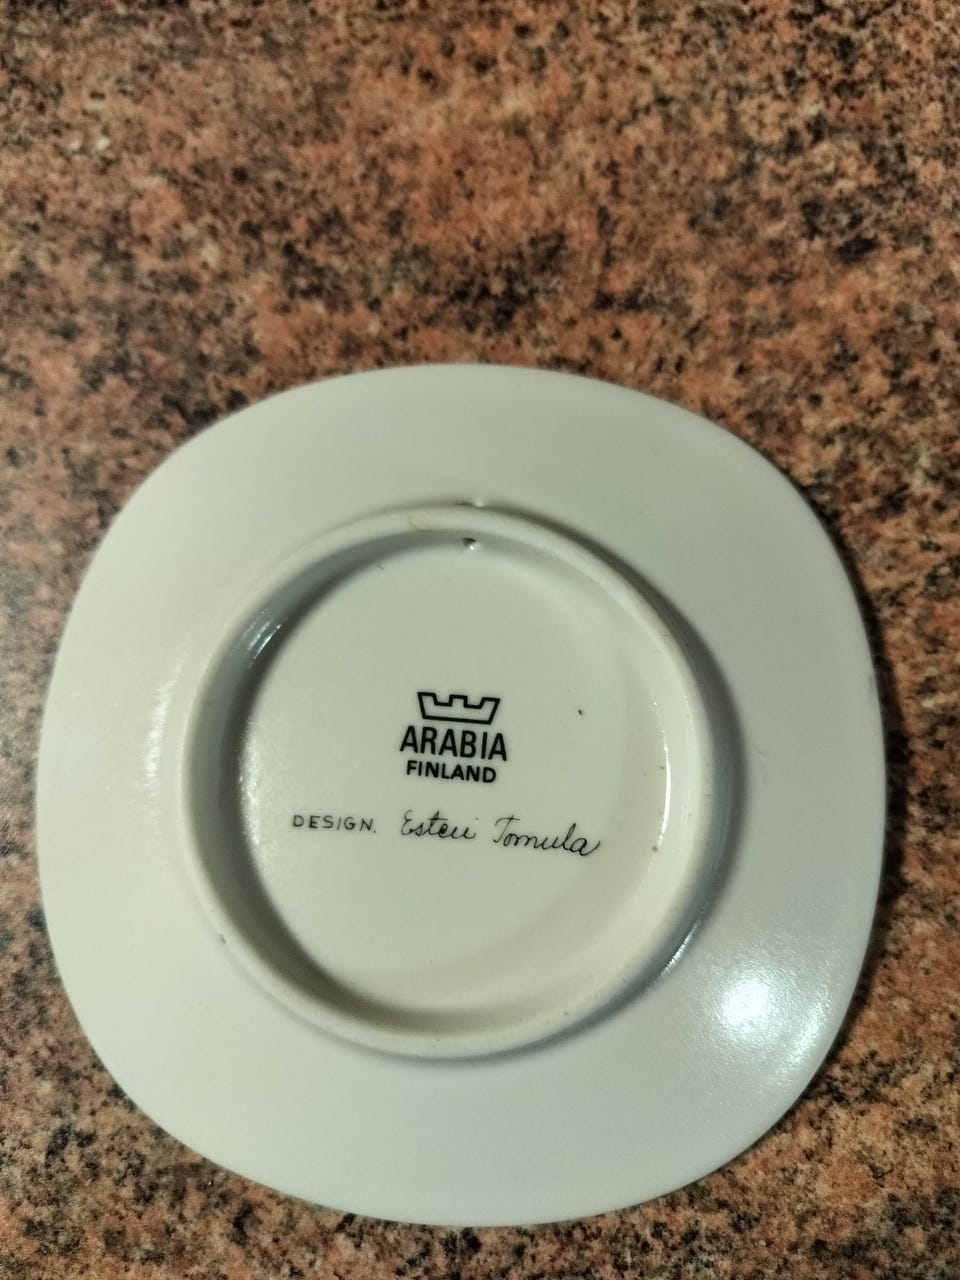 ARABIA
FINLAND
DESIGN. Esteri Tomula